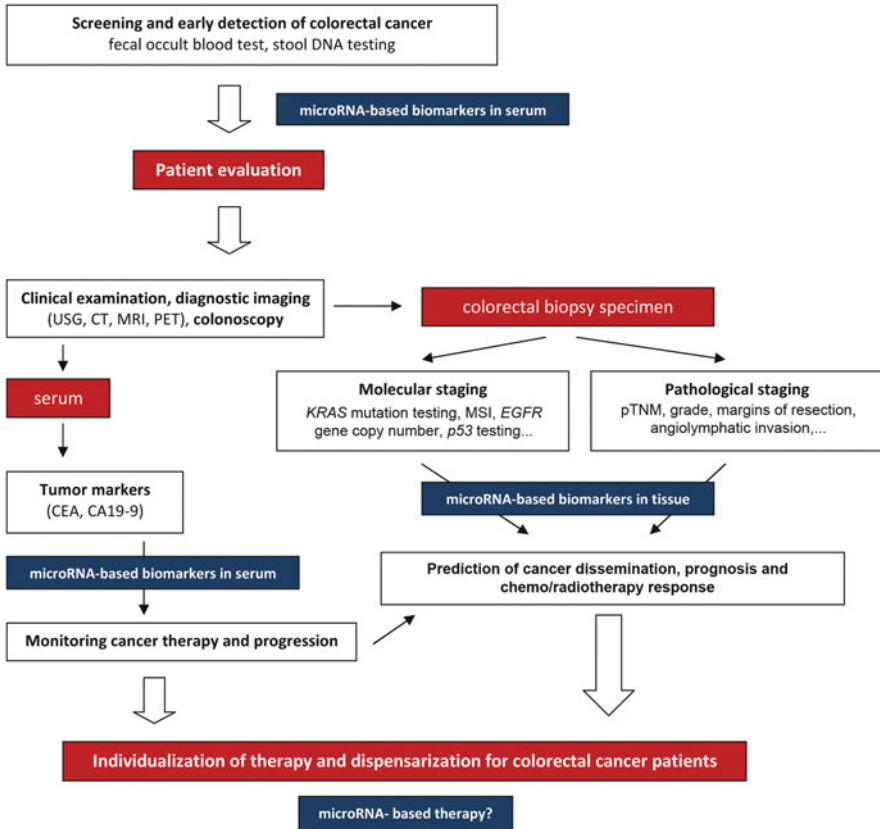 Screening and early detection of colorectal cancer
fecal occult blood test, stool DNA testing
microRNA-based biomarkers in serum
Patient evaluation
Clinical examination, diagnostic imaging
(USG, CT, MRI, PET), colonoscopy
colorectal biopsy specimen
serum
Molecular staging
KRAS mutation testing, MSI, EGFR
gene copy number, p53 testing...
Pathological staging
pTNM, grade, margins of resection,
angiolymphatic invasion,...
Tumor markers
(CEA, CA19-9)
microRNA-based biomarkers in tissue
microRNA-based biomarkers in serum
Prediction of cancer dissemination, prognosis and
chemo/radiotherapy response
Monitoring cancer therapy and progression
Individualization of therapy and dispensarization for colorectal cancer patients
microRNA- based therapy?